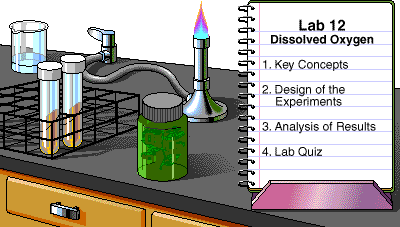 Lab 12
Dissolved Oxygen
1. Key Concepts
2. Design of the
Experiments
3. Analysis of Results
4. Lab Quiz